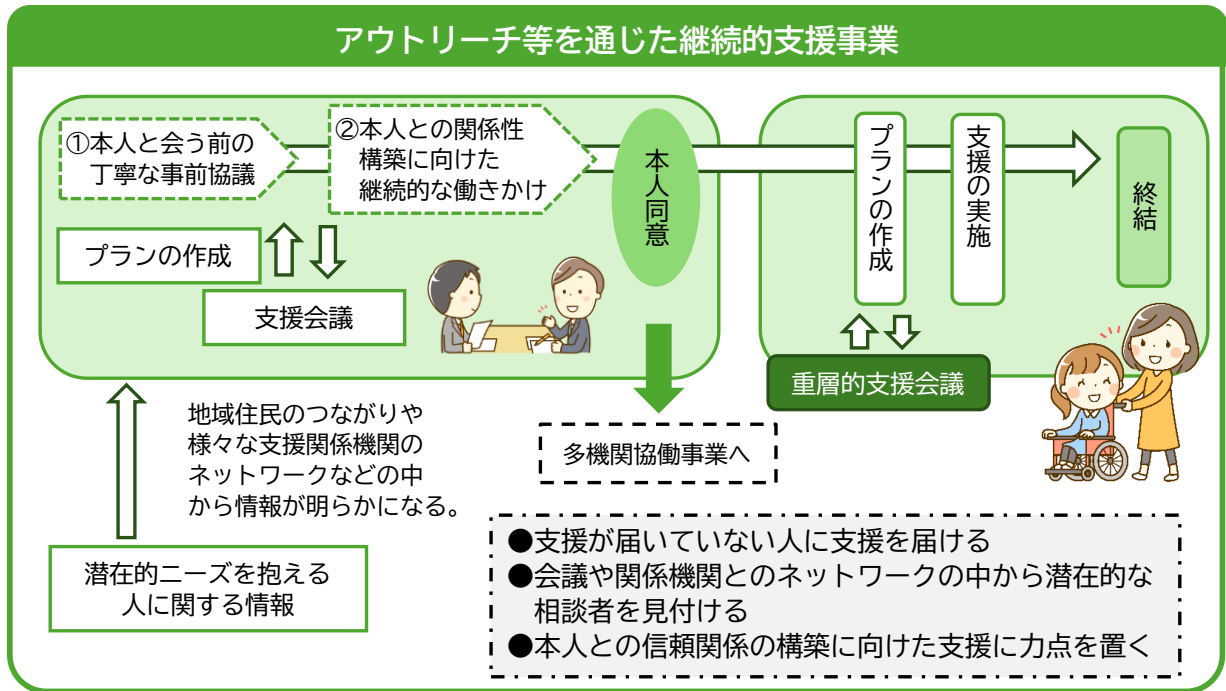 アウトリーチ等を通じた継続的支援事業
①本人と会う前の
丁寧な事前協議
②本人との関係性
構築に向けた
継続的な働きかけ
本人同意
プランの作成
支援の実施
終結
プランの作成
支援会議
重層的支援会議
地域住民のつながりや
様々な支援関係機関の
ネットワークなどの中
から情報が明らかになる。
多機関協働事業へ
潜在的ニーズを抱える
人に関する情報
●支援が届いていない人に支援を届ける
●会議や関係機関とのネットワークの中から潜在的な
相談者を見付ける
●本人との信頼関係の構築に向けた支援に力点を置く